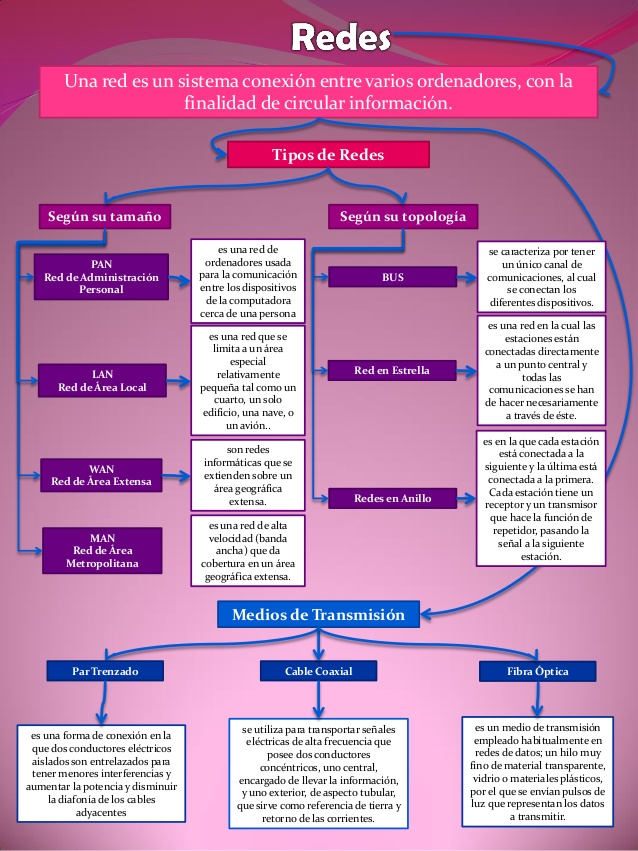 Redes
Una red es un sistema conexión entre varios ordenadores, con la
finalidad de circular información.
Tipos de Redes
Según su tamaño
Según su topología
PAN
Red de Administración
Personal
es una red de
ordenadores usada
para la comunicación
entre los dispositivos
de la computadora
cerca de una persona
LAN
Red de Área Local
es una red que se
limita a un área
especial
relativamente
pequeña tal como un
cuarto, un solo
edificio, una nave, o
un avión..
WAN
Red de Área Extensa
son redes
informáticas que se
extienden sobre un
área geográfica
extensa.
MAN
Red de Área
Metropolitana
es una red de alta
velocidad (banda
ancha) que da
cobertura en un área
geográfica extensa.
BUS
se caracteriza por tener
un único canal de
comunicaciones, al cual
se conectan los
diferentes dispositivos.
Red en Estrella
es una red en la cual las
estaciones están
conectadas directamente
a un punto central y
todas las
comunicaciones se han
de hacer necesariamente
a través de éste.
Redes en Anillo
es en la que cada estación
está conectada a la
siguiente y la última está
conectada a la primera.
Cada estación tiene un
receptor y un transmisor
que hace la función de
repetidor, pasando la
señal a la siguiente
estación.
Medios de Transmisión
Par Trenzado
Cable Coaxial
Fibra Óptica
es una forma de conexión en la
que dos conductores eléctricos
aislados son entrelazados para
tener menores interferencias y
aumentar la potencia y disminuir
la diafonía de los cables
adyacentes
se utiliza para transportar señales
eléctricas de alta frecuencia que
posee dos conductores
concéntricos, uno central,
encargado de llevar la información,
y uno exterior, de aspecto tubular,
que sirve como referencia de tierra y
retorno de las corrientes.
es un medio de transmisión
empleado habitualmente en
redes de datos; un hilo muy
fino de material transparente,
vidrio o materiales plásticos,
por el que se envían pulsos de
luz que representan los datos
a transmitir.